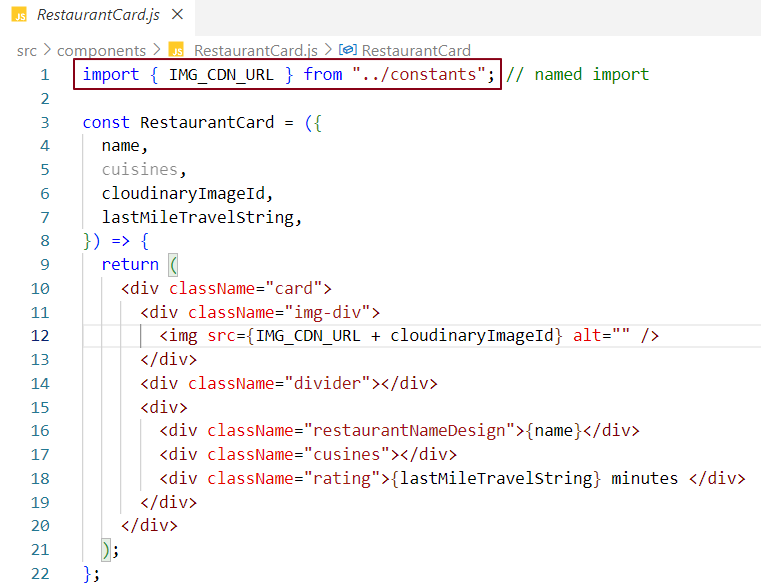 JS RestaurantCard.js ×
src > components > JS RestaurantCard.js > RestaurantCard
1 import { IMG_CDN_URL } from "../constants"; // named import
2
3 const RestaurantCard = ({
4   name,
5   cuisines,
6   cloudinaryImageId,
7   lastMileTravelString,
8 }) => {
9   return (
10     <div className="card">
11       <div className="img-div">
12         <img src={IMG_CDN_URL + cloudinaryImageId} alt="" />
13       </div>
14       <div className="divider"></div>
15       <div>
16         <div className="restaurantNameDesign">{name}</div>
17         <div className="cusines"></div>
18         <div className="rating">{lastMileTravelString} minutes </div>
19       </div>
20     </div>
21   );
22 };